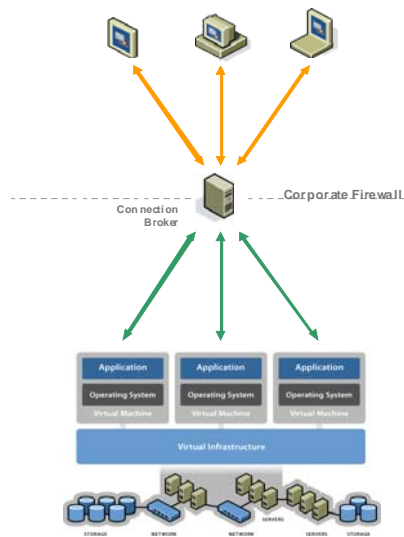 Corporate Firewall
Connection
Broker
Application Application Application
Operating System Operating System Operating System
Virtual Machine Virtual Machine Virtual Machine
Virtual Infrastructure
SERVERS
STORAGE NETWORK NETWORK SERVERS STORAGE